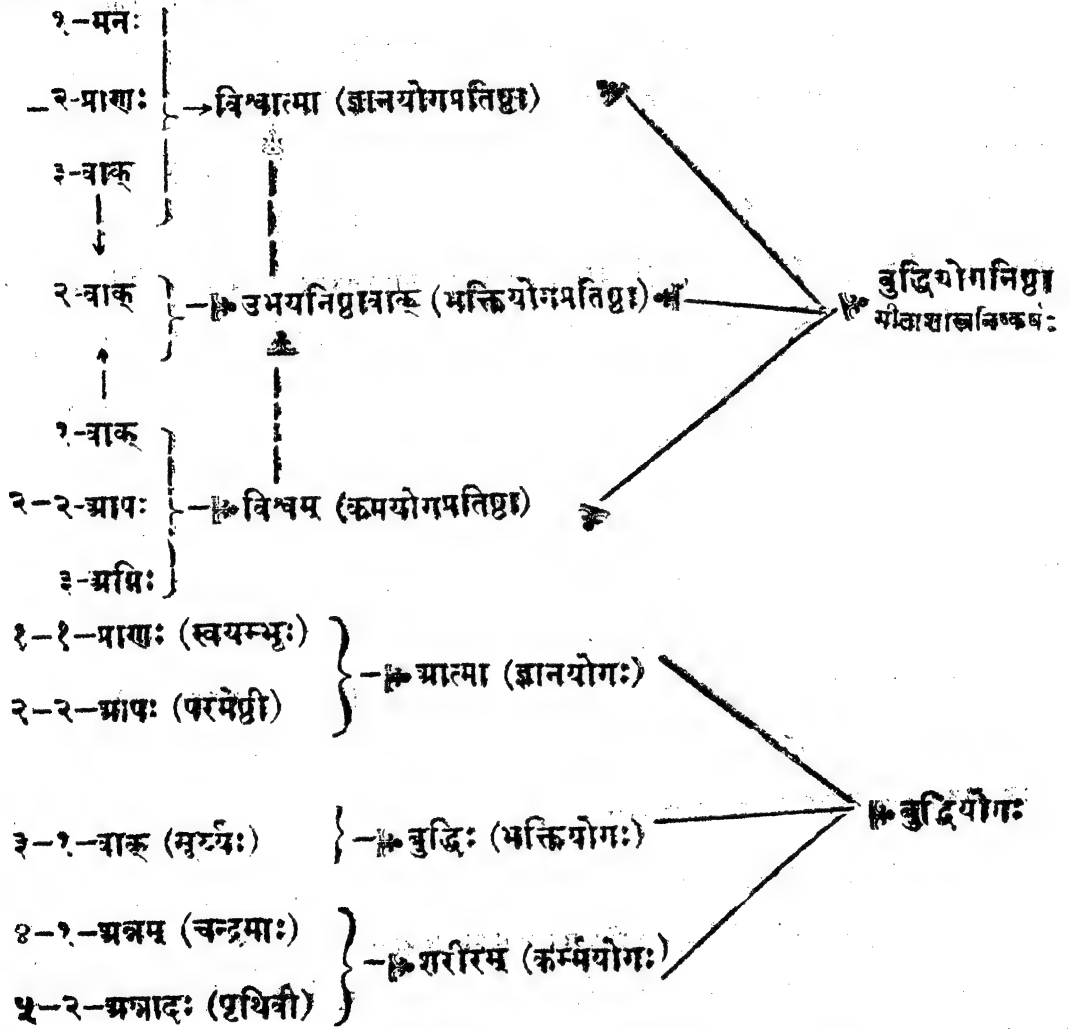 १-मनः
२-प्राणः → विश्वात्मा (ज्ञानयोगप्रतिष्ठा)
३-वाक्
२-वाक् उभयनिष्ठावाक् (भक्तियोगप्रतिष्ठा)
बुद्धियोगनिष्ठा
गीताशास्त्रनिष्कर्षः
१-वाक्
२-२-आपः विश्वम् (कमयोगप्रतिष्ठा)
३-अग्निः
१-१-प्राणः (स्वयम्भूः)
आत्मा (ज्ञानयोगः)
२-२-आपः (परमेष्ठी)
बुद्धियोगः
३-१-वाक् (सूर्य्यः) बुद्धिः (भक्तियोगः)
४-१-अन्नम् (चन्द्रमाः)
शरीरम् (कर्म्मयोगः)
५-२-अन्नादः (पृथिवी)